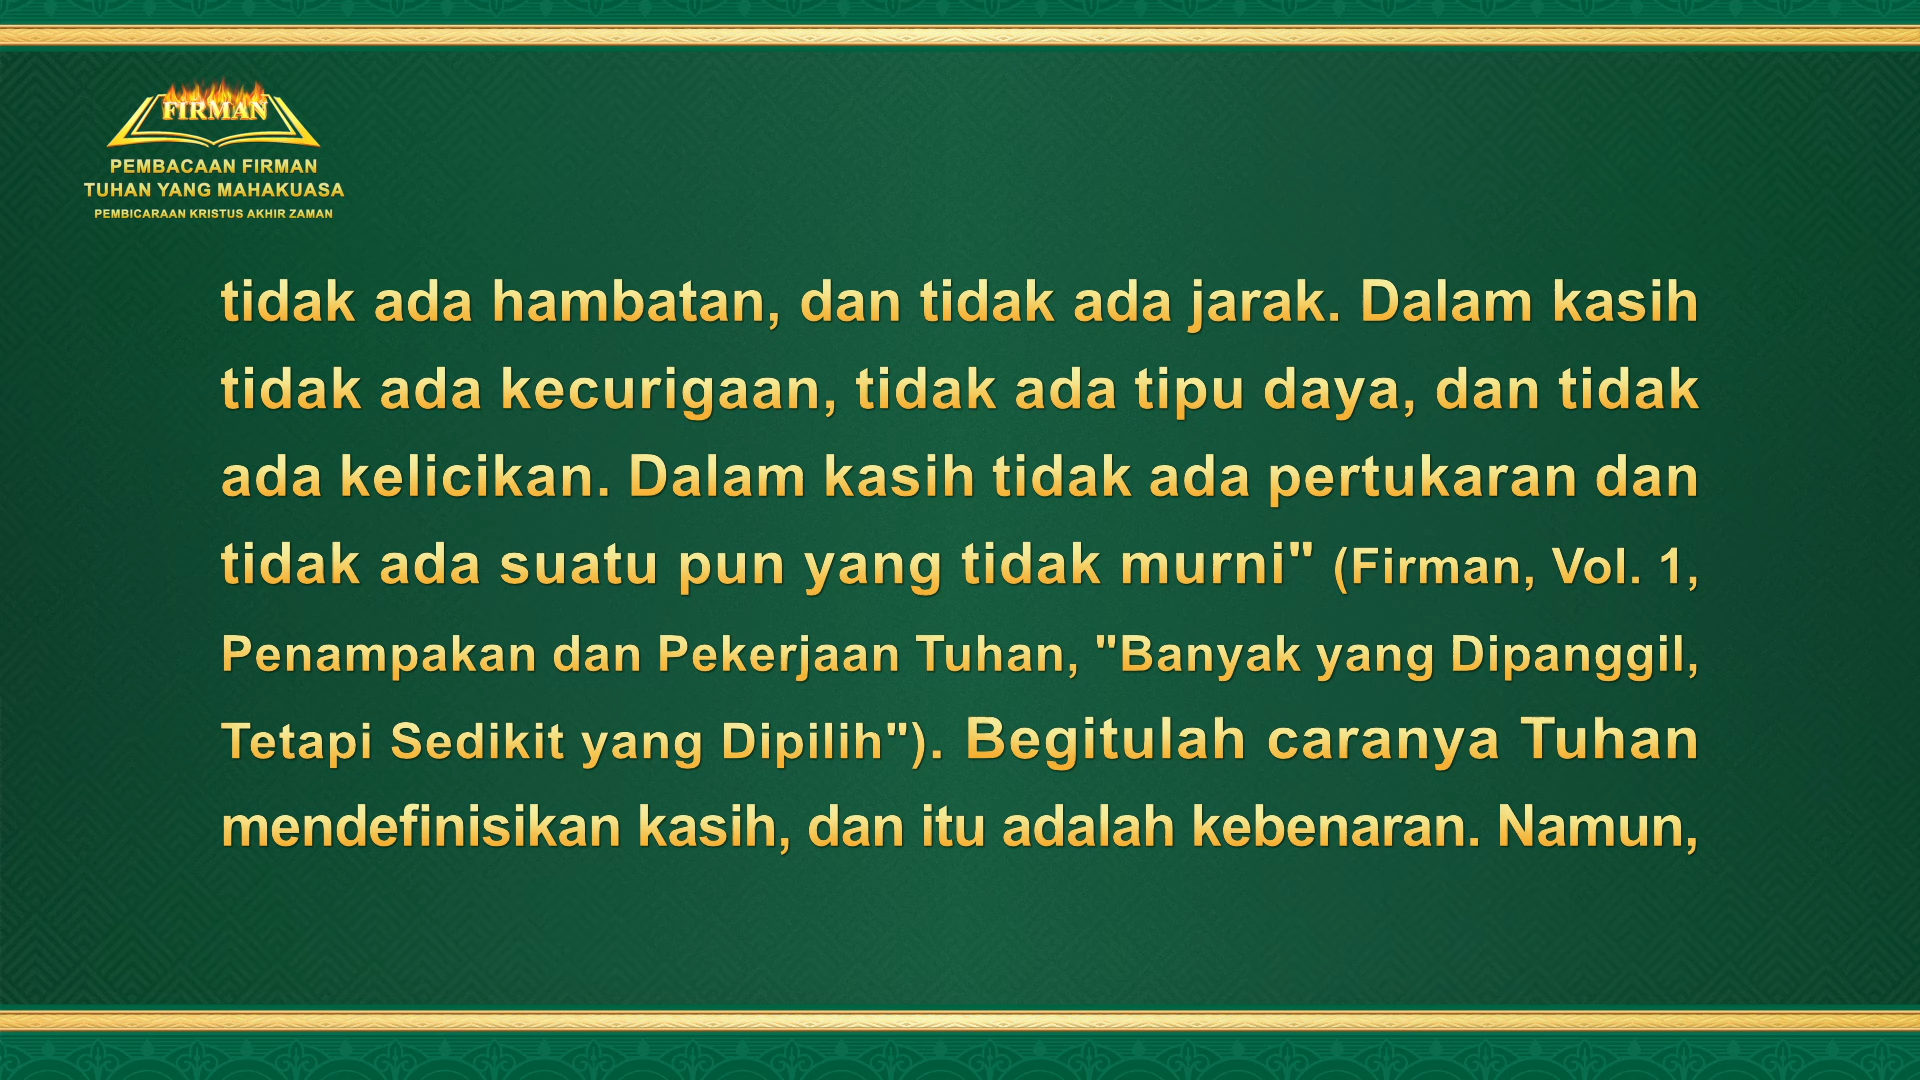 FIRMAN
PEMBACAAN FIRMAN
TUHAN YANG MAHAKUASA
PEMBICARAAN KRISTUS AKHIR ZAMAN
tidak ada hambatan, dan tidak ada jarak. Dalam kasih
tidak ada kecurigaan, tidak ada tipu daya, dan tidak
ada kelicikan. Dalam kasih tidak ada pertukaran dan
tidak ada suatu pun yang tidak murni" (Firman, Vol. 1,
Penampakan dan Pekerjaan Tuhan, "Banyak yang Dipanggil,
Tetapi Sedikit yang Dipilih"). Begitulah caranya Tuhan
mendefinisikan kasih, dan itu adalah kebenaran. Namun,